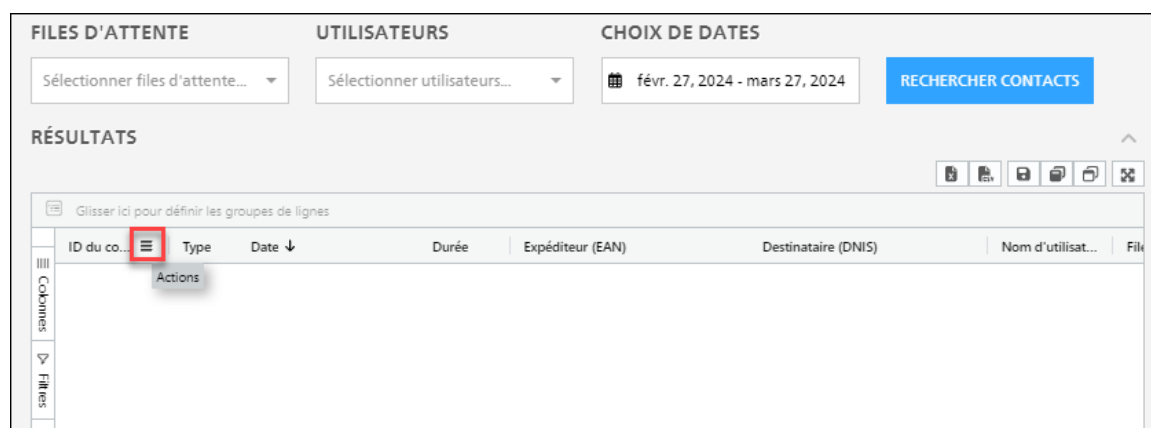 FILES D'ATTENTE UTILISATEURS CHOIX DE DATES
Sélectionner files d'attente... Sélectionner utilisateurs... févr. 27, 2024 - mars 27, 2024 RECHERCHER CONTACTS
RÉSULTATS
Glisser ici pour définir les groupes de lignes
ID du co... Type Date Durée Expéditeur (EAN) Destinataire (DNIS) Nom d'utilisat... File
Actions
Colonnes
Filtres